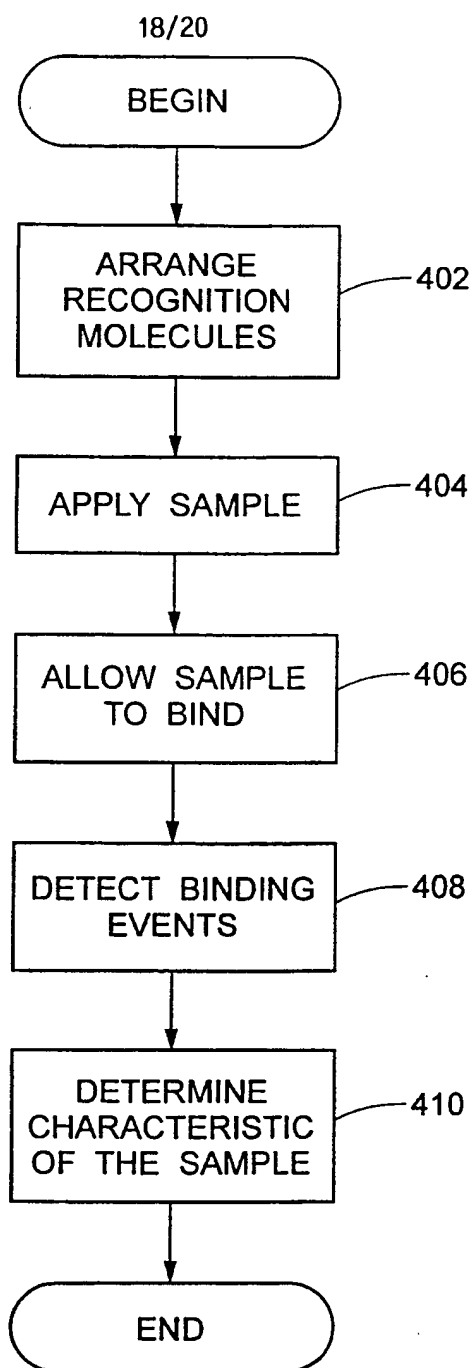 18/20
BEGIN
ARRANGE
RECOGNITION
MOLECULES
402
APPLY SAMPLE
404
ALLOW SAMPLE
TO BIND
406
DETECT BINDING
EVENTS
408
DETERMINE
CHARACTERISTIC
OF THE SAMPLE
410
END